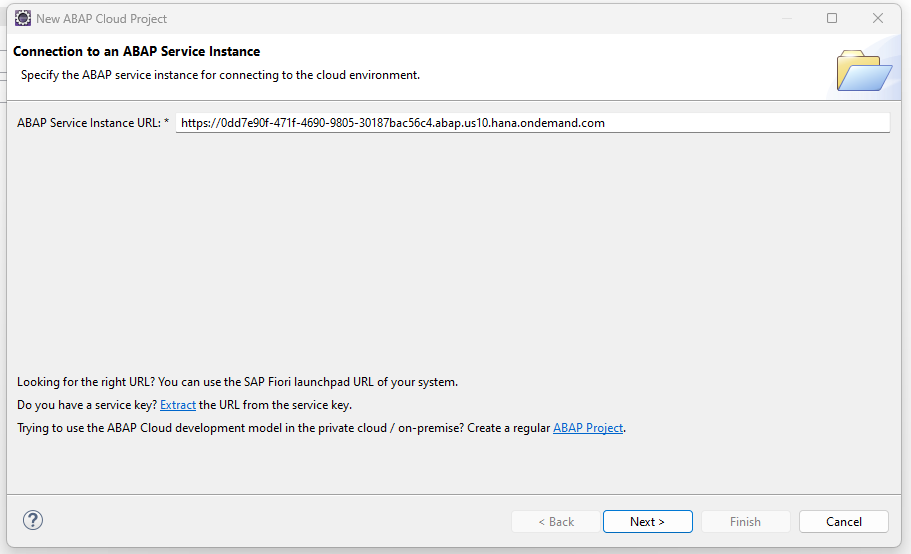 New ABAP Cloud Project
Connection to an ABAP Service Instance
Specify the ABAP service instance for connecting to the cloud environment.
ABAP Service Instance URL: * https://0dd7e90f-471f-4690-9805-30187bac56c4.abap.us10.hana.ondemand.com
Looking for the right URL? You can use the SAP Fiori launchpad URL of your system.
Do you have a service key? Extract the URL from the service key.
Trying to use the ABAP Cloud development model in the private cloud / on-premise? Create a regular ABAP Project.
? < Back Next > Finish Cancel